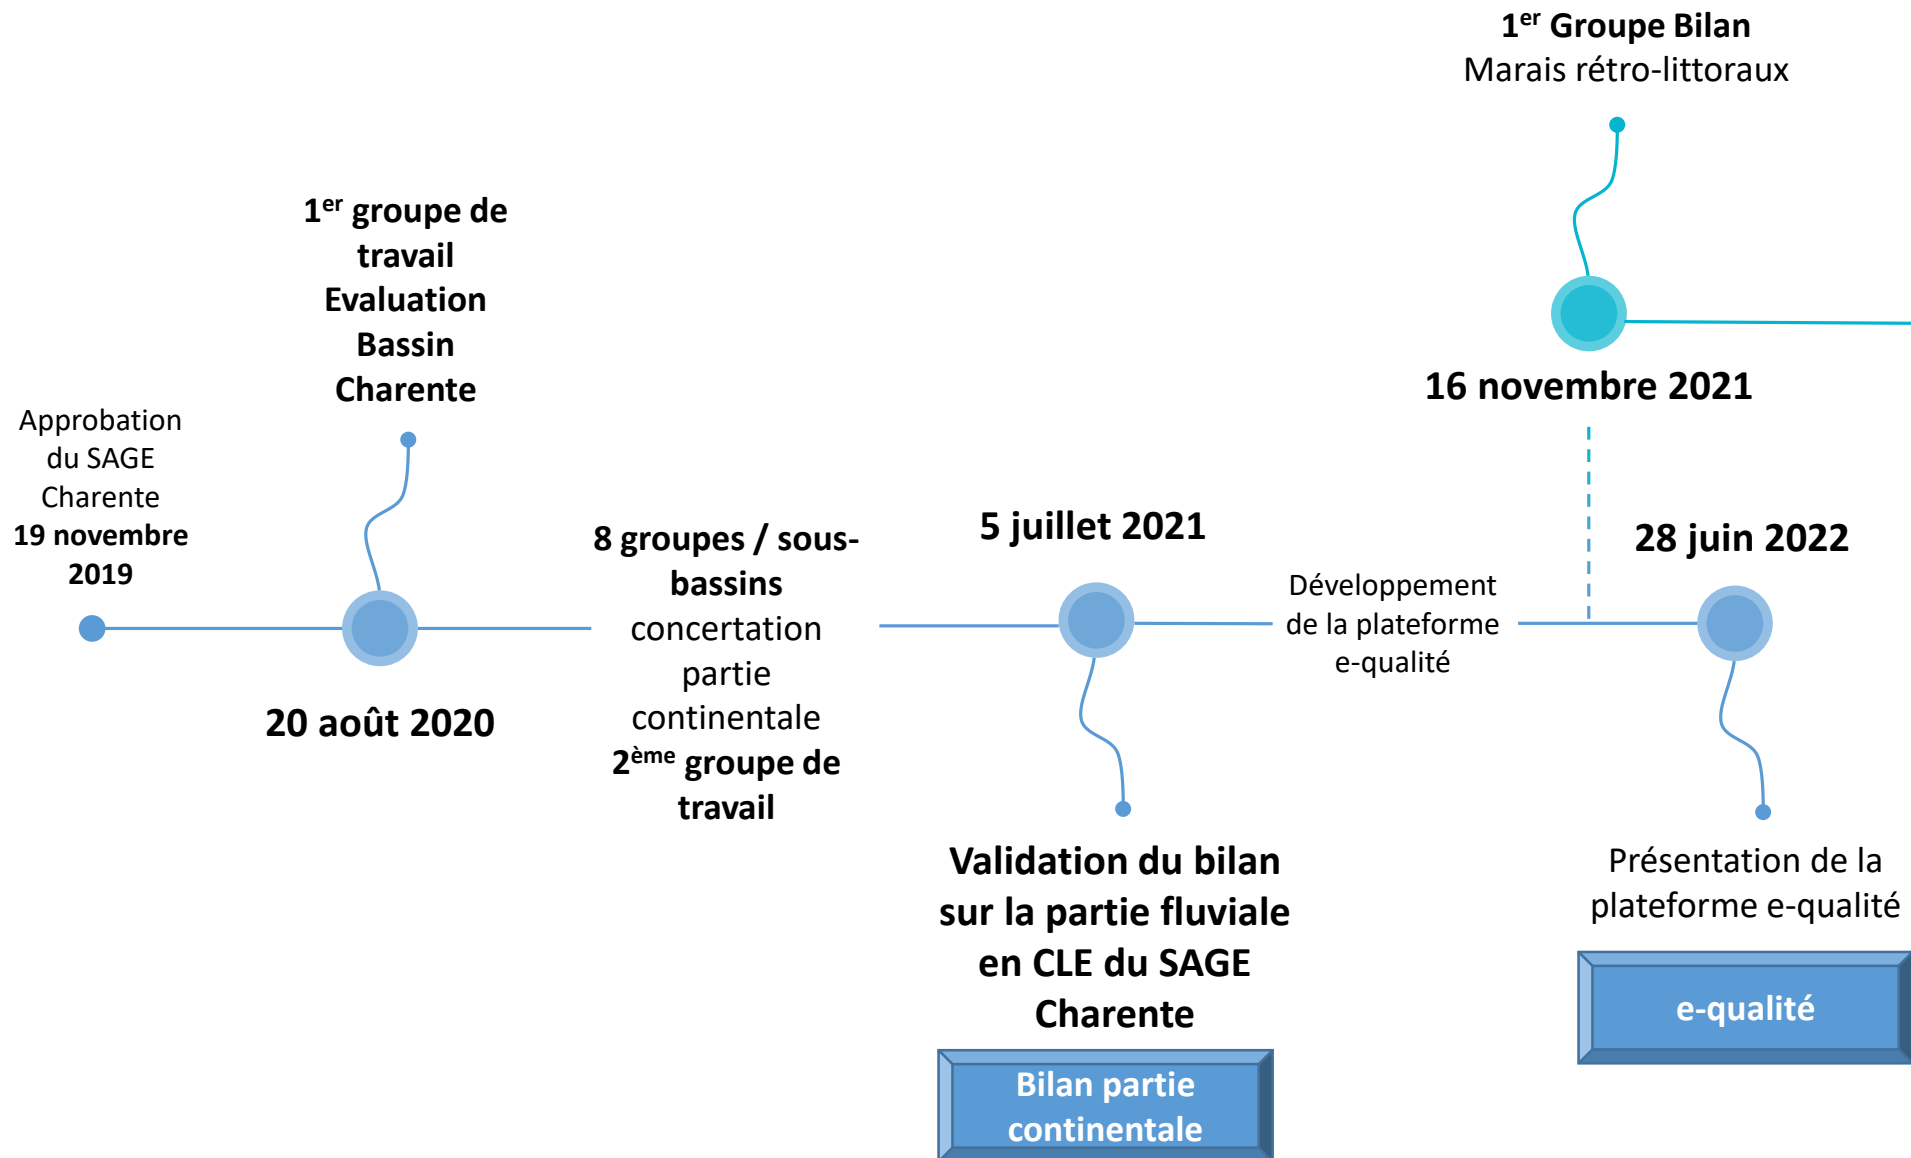 Approbation
du SAGE
Charente
19 novembre
2019
1er groupe de
travail
Evaluation
Bassin
Charente
20 août 2020
8 groupes / sous-
bassins
concertation
partie
continentale
2ème groupe de
travail
5 juillet 2021
Validation du bilan
sur la partie fluviale
en CLE du SAGE
Charente
Bilan partie
continentale
Développement
de la plateforme
e-qualité
1er Groupe Bilan
Marais rétro-littoraux
16 novembre 2021
28 juin 2022
Présentation de la
plateforme e-qualité
e-qualité